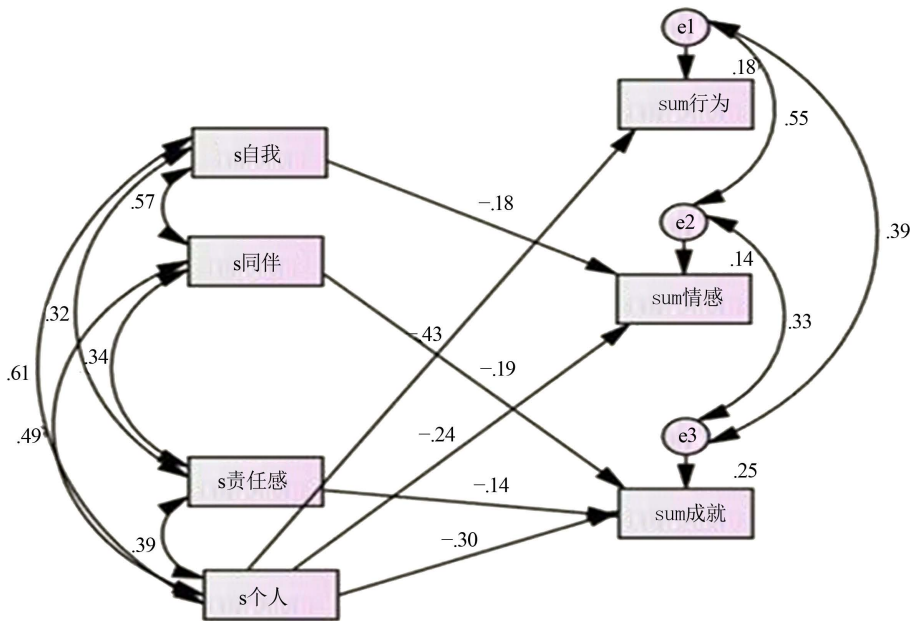 e1
.18
sum行为
.55
s自我
.57
−.18
e2
.14
.39
s同伴
sum情感
.32
.33
.34
−.43
−.19
.61
.49
−.24
e3
.25
s责任感
−.14
sum成就
.39
−.30
s个人